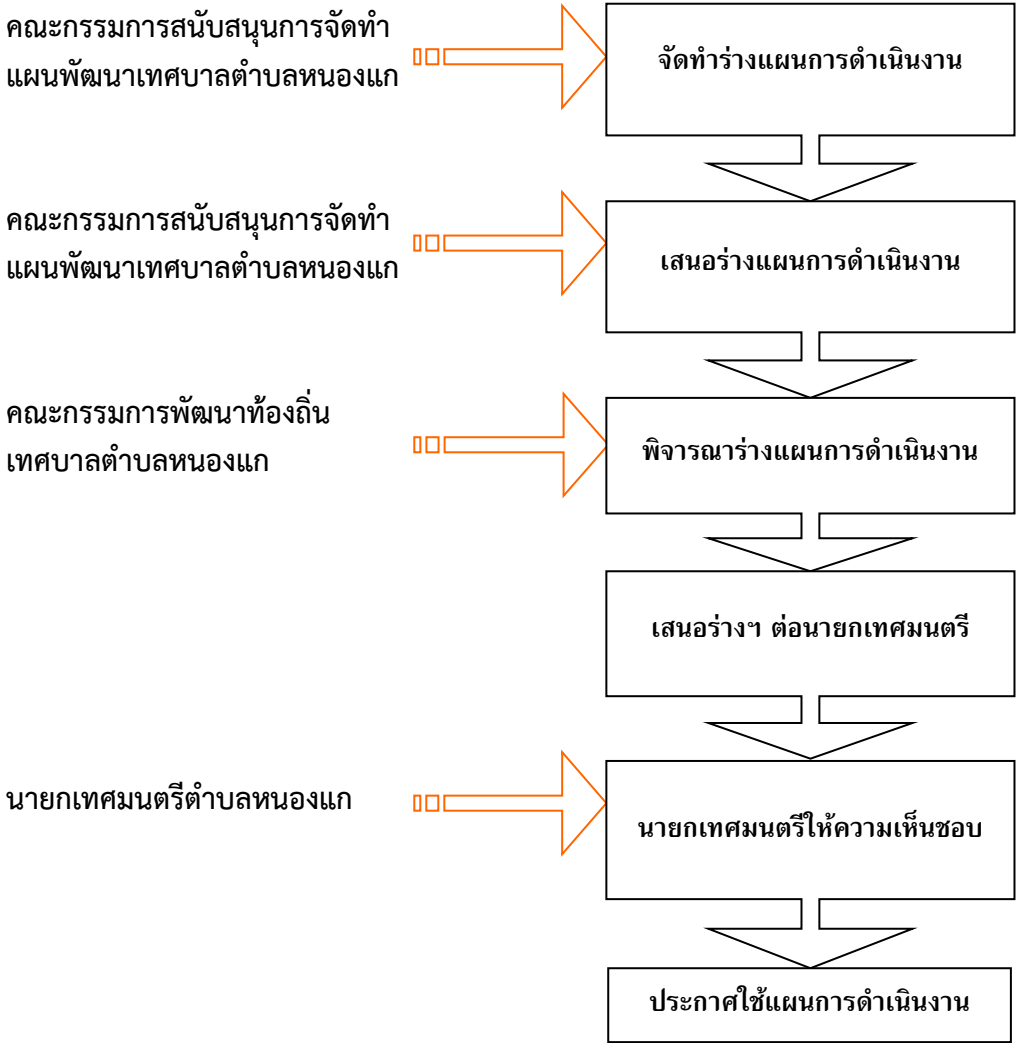 คณะกรรมการสนับสนุนการจัดทำ
แผนพัฒนาเทศบาลตำบลหนองแก
จัดทำร่างแผนการดำเนินงาน
คณะกรรมการสนับสนุนการจัดทำ
แผนพัฒนาเทศบาลตำบลหนองแก
เสนอร่างแผนการดำเนินงาน
คณะกรรมการพัฒนาท้องถิ่น
เทศบาลตำบลหนองแก
พิจารณาร่างแผนการดำเนินงาน
เสนอร่างฯ ต่อนายกเทศมนตรี
นายกเทศมนตรีตำบลหนองแก
นายกเทศมนตรีให้ความเห็นชอบ
ประกาศใช้แผนการดำเนินงาน